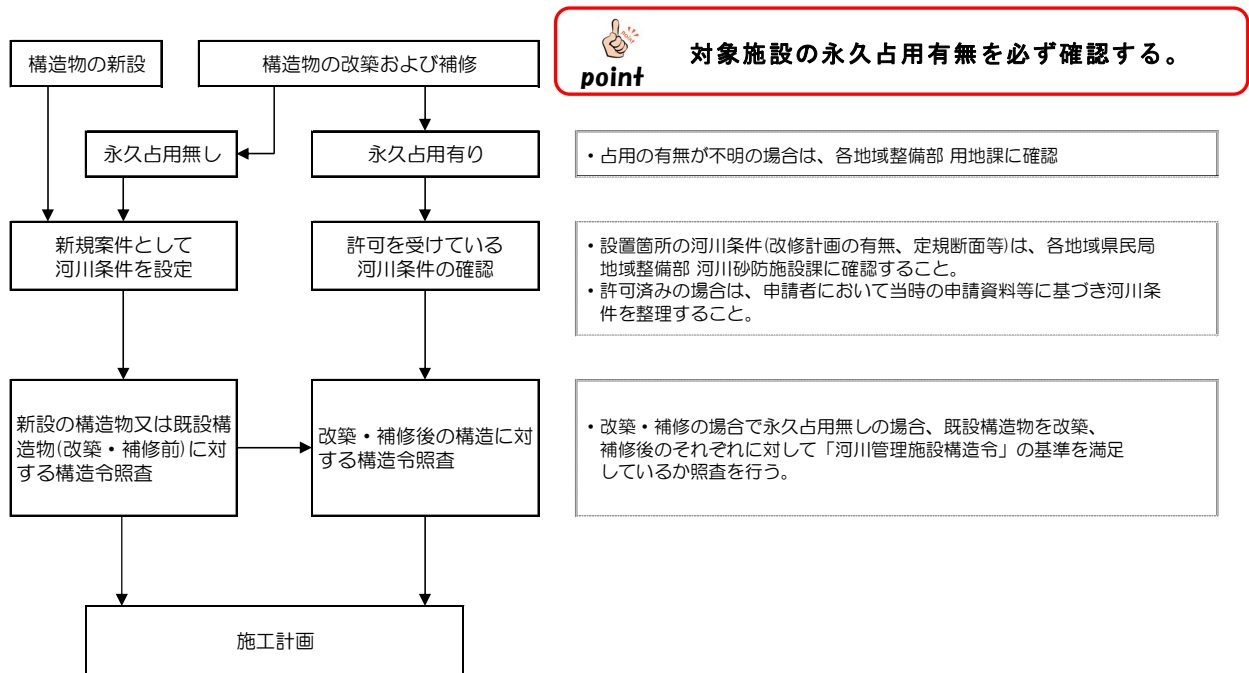 point
対象施設の永久占用有無を必ず確認する。
構造物の新設
構造物の改築および補修
永久占用無し
永久占用有り
・占用の有無が不明の場合は、各地域整備部 用地課に確認
新規案件として
河川条件を設定
許可を受けている
河川条件の確認
・設置箇所の河川条件(改修計画の有無、定規断面等)は、各地域県民局
地域整備部 河川砂防施設課に確認すること。
・許可済みの場合は、申請者において当時の申請資料等に基づき河川条
件を整理すること。
新設の構造物又は既設構
造物(改築・補修前)に対
する構造令照査
改築・補修後の構造に対
する構造令照査
・改築・補修の場合で永久占用無しの場合、既設構造物を改築、
補修後のそれぞれに対して「河川管理施設構造令」の基準を満足
しているか照査を行う。
施工計画